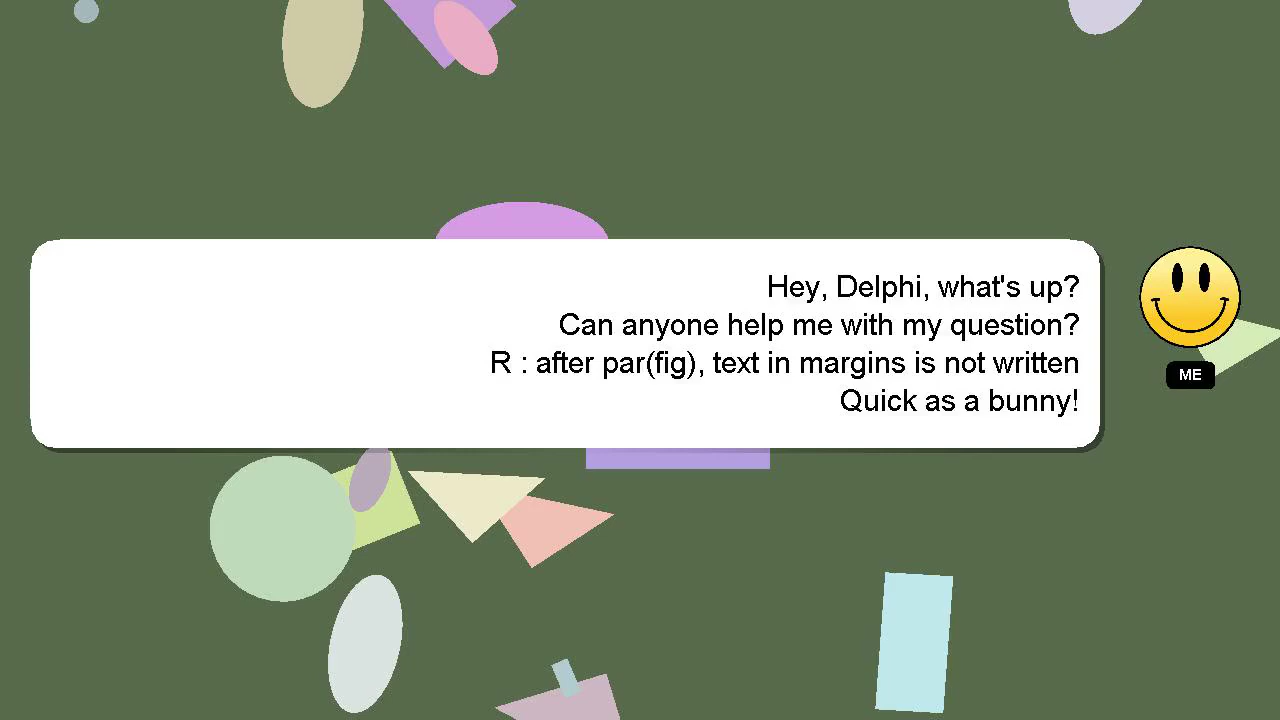 Hey, Delphi, what's up?
Can anyone help me with my question?
R : after par(fig), text in margins is not written
Quick as a bunny!
ME